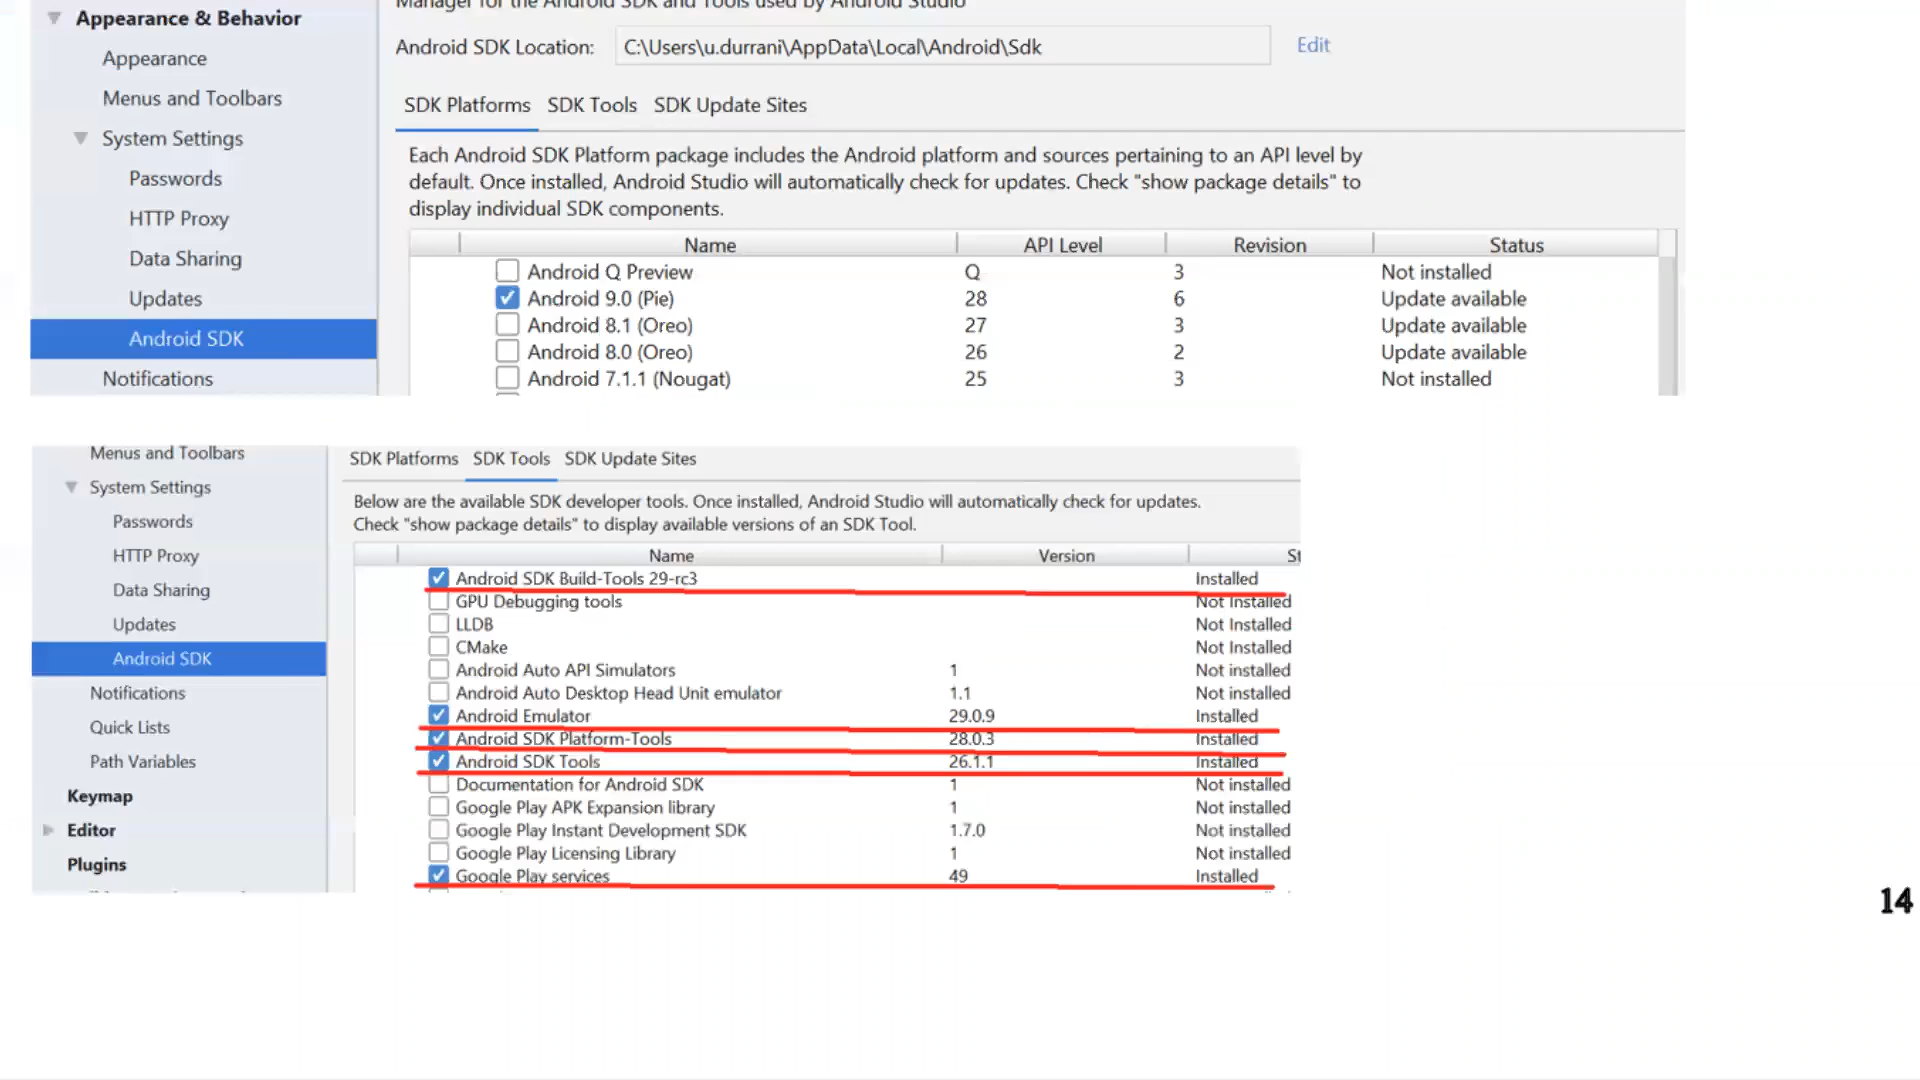 Appearance & Behavior
Appearance
Menus and Toolbars
System Settings
Passwords
HTTP Proxy
Data Sharing
Updates
Android SDK
Notifications
Manager for the Android SDK and Tools used by Android Studio
Android SDK Location: C:\Users\u.durrani\AppData\Local\Android\Sdk Edit
SDK Platforms SDK Tools SDK Update Sites
Each Android SDK Platform package includes the Android platform and sources pertaining to an API level by
default. Once installed, Android Studio will automatically check for updates. Check "show package details" to
display individual SDK components.
Name API Level Revision Status
Android Q Preview Q 3 Not installed
Android 9.0 (Pie) 28 6 Update available
Android 8.1 (Oreo) 27 3 Update available
Android 8.0 (Oreo) 26 2 Update available
Android 7.1.1 (Nougat) 25 3 Not installed
Menus and Toolbars
System Settings
Passwords
HTTP Proxy
Data Sharing
Updates
Android SDK
Notifications
Quick Lists
Path Variables
Keymap
Editor
Plugins
SDK Platforms SDK Tools SDK Update Sites
Below are the available SDK developer tools. Once installed, Android Studio will automatically check for updates.
Check "show package details" to display available versions of an SDK Tool.
Name Version St
Android SDK Build-Tools 29-rc3 Installed
GPU Debugging tools Not Installed
LLDB Not Installed
CMake Not Installed
Android Auto API Simulators 1 Not installed
Android Auto Desktop Head Unit emulator 1.1 Not installed
Android Emulator 29.0.9 Installed
Android SDK Platform-Tools 28.0.3 Installed
Android SDK Tools 26.1.1 Installed
Documentation for Android SDK 1 Not installed
Google Play APK Expansion library 1 Not installed
Google Play Instant Development SDK 1.7.0 Not installed
Google Play Licensing Library 1 Not installed
Google Play services 49 Installed
14